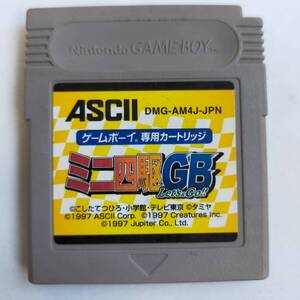 Nintendo GAME BOY
ASCII DMG-AM4J-JPN
ゲームボーイ専用カートリッジ
ミニ四駆GB
Let's Go!!
©こしたてつひろ・小学館・テレビ東京 ©タミヤ
©1997 ASCII Corp. ©1997 Creatures Inc.
©1997 Jupiter Co., Ltd.